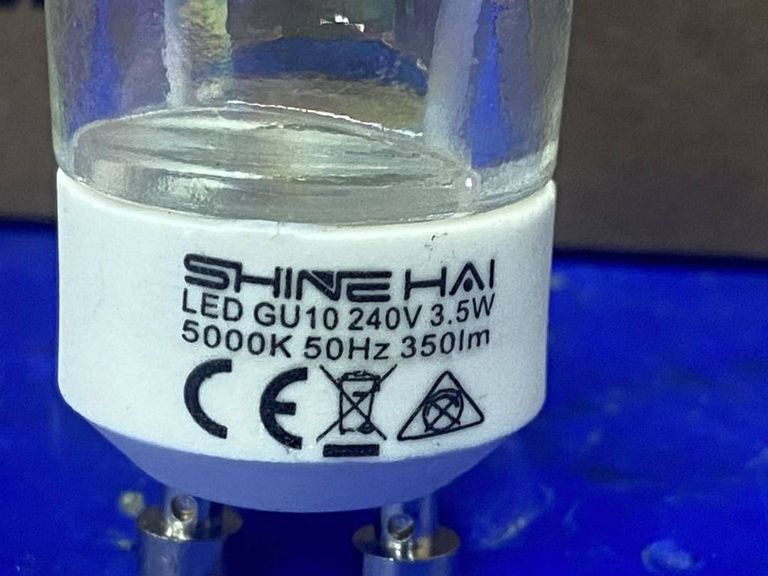 SHINE HAI
LED GU10 240V 3.5W
5000K 50Hz 350lm
CE